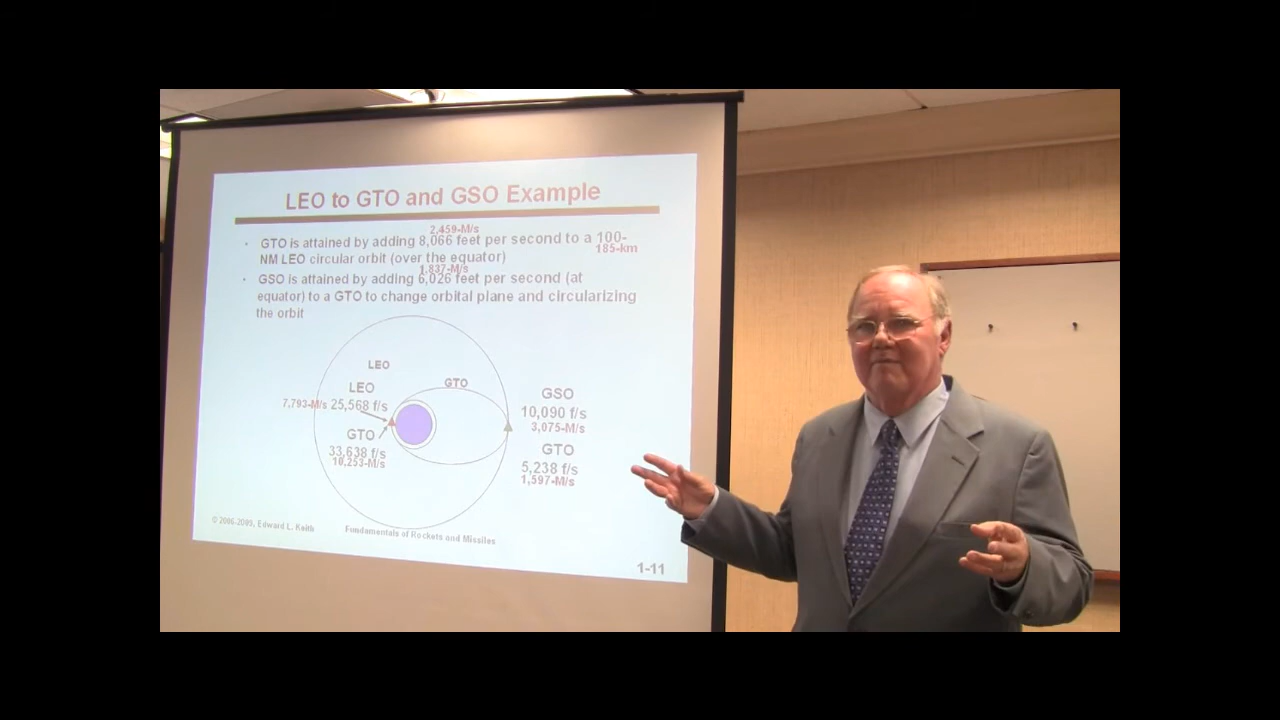 LEO to GTO and GSO Example
2,459-M/s
• GTO is attained by adding 8,066 feet per second to a 100-
185-km
NM LEO circular orbit (over the equator)
1,837-M/s
• GSO is attained by adding 6,026 feet per second (at
equator) to a GTO to change orbital plane and circularizing
the orbit
LEO
GTO
LEO
7.793-M/s 25,568 f/s
GTO
33,638 f/s
10,253-M/s
GSO
10,090 f/s
3,075-M/s
GTO
5,238 f/s
1,597-M/s
© 2006-2009, Edward L. Keith
Fundamentals of Rockets and Missiles
1-11